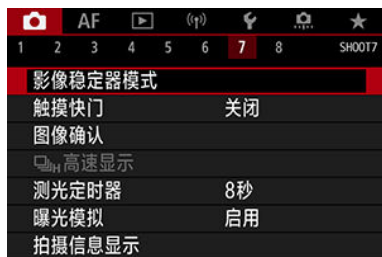 AF
1 2 3 4 5 6 7 8 SHOOT7
影像稳定器模式
触摸快门 关闭
图像确认
H高速显示
测光定时器 8秒
曝光模拟 启用
拍摄信息显示